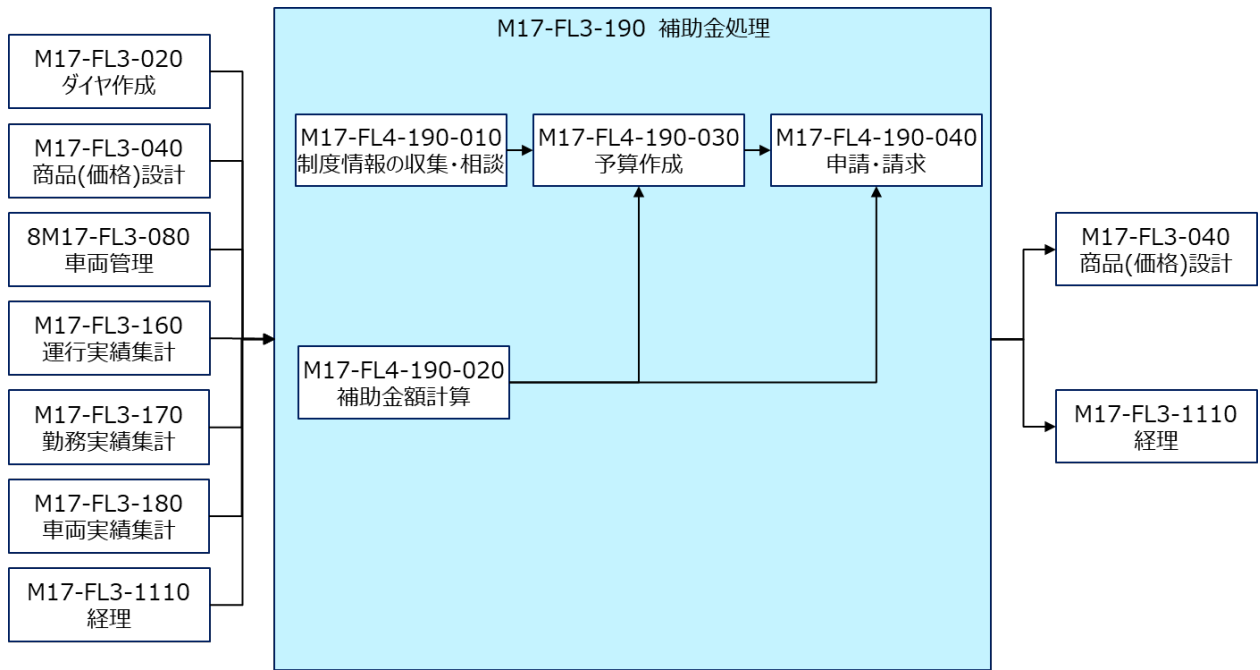 M17-FL3-190 補助金処理
M17-FL3-020
ダイヤ作成
M17-FL3-040
商品(価格)設計
8M17-FL3-080
車両管理
M17-FL3-160
運行実績集計
M17-FL3-170
勤務実績集計
M17-FL3-180
車両実績集計
M17-FL3-1110
経理
M17-FL4-190-010
制度情報の収集・相談
M17-FL4-190-030
予算作成
M17-FL4-190-040
申請・請求
M17-FL4-190-020
補助金額計算
M17-FL3-040
商品(価格)設計
M17-FL3-1110
経理